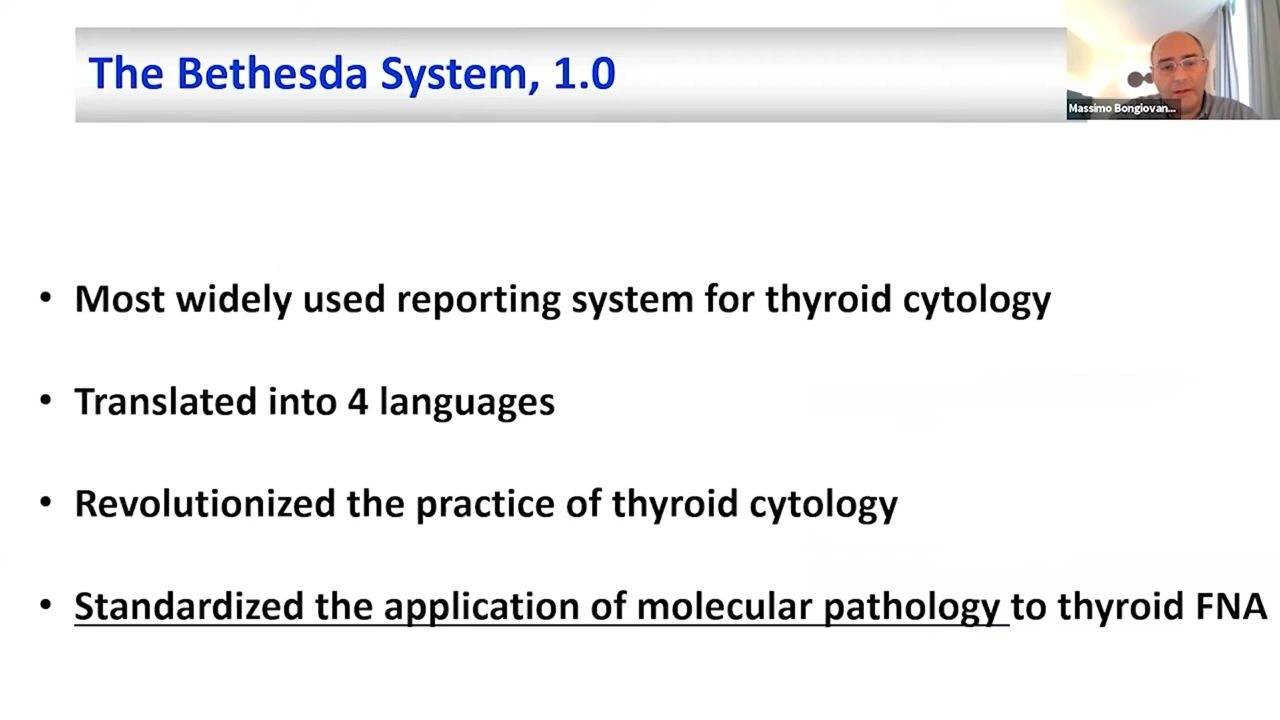 The Bethesda System, 1.0
Massimo Bongiovan...
• Most widely used reporting system for thyroid cytology
• Translated into 4 languages
• Revolutionized the practice of thyroid cytology
• Standardized the application of molecular pathology to thyroid FNA